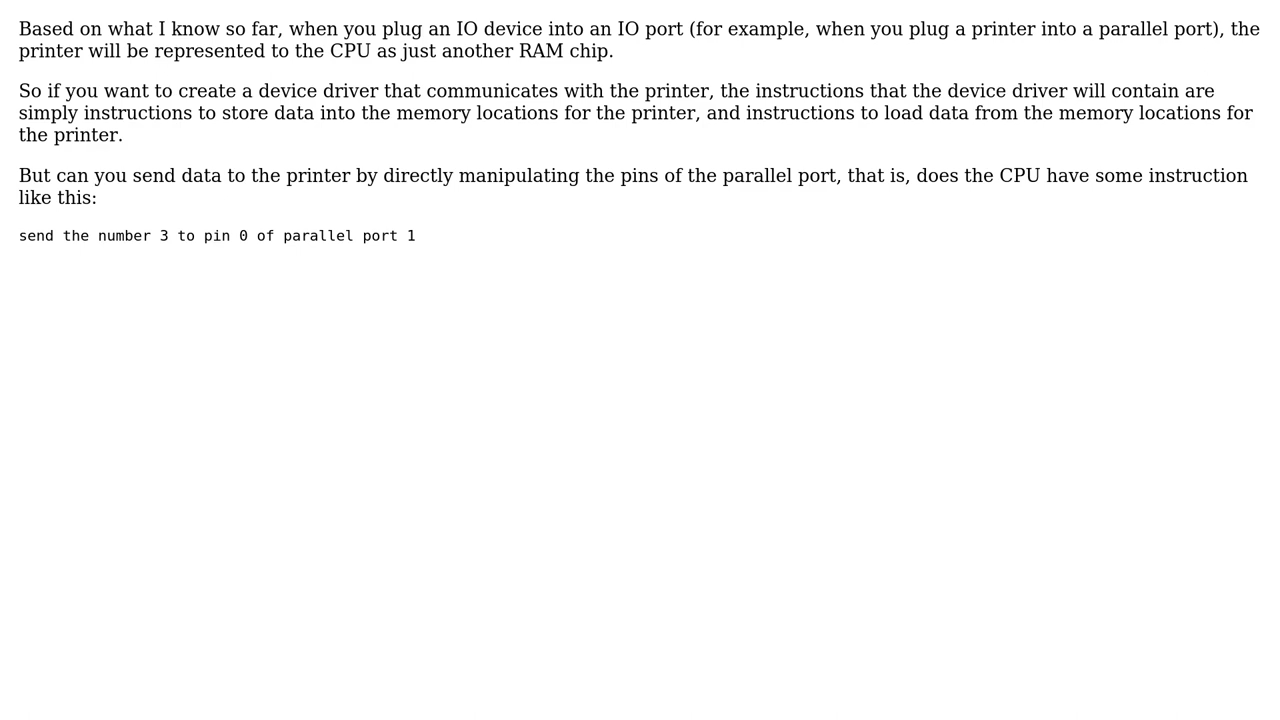 Based on what I know so far, when you plug an IO device into an IO port (for example, when you plug a printer into a parallel port), the
printer will be represented to the CPU as just another RAM chip.
So if you want to create a device driver that communicates with the printer, the instructions that the device driver will contain are
simply instructions to store data into the memory locations for the printer, and instructions to load data from the memory locations for
the printer.
But can you send data to the printer by directly manipulating the pins of the parallel port, that is, does the CPU have some instruction
like this:
send the number 3 to pin 0 of parallel port 1